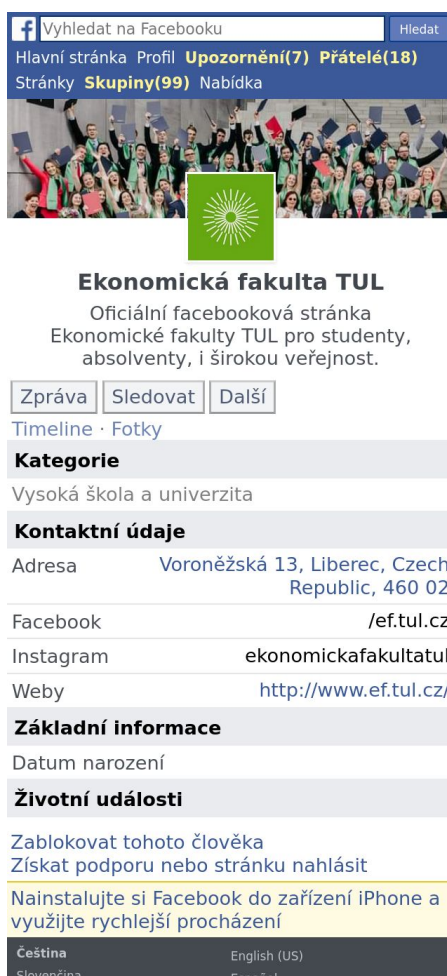 Vyhledat na Facebooku
Hledat
Hlavní stránka Profil Upozornění(7) Přátelé(18)
Stránky Skupiny(99) Nabídka
Ekonomická fakulta TUL
Oficiální facebooková stránka
Ekonomické fakulty TUL pro studenty,
absolventy, i širokou veřejnost.
Zpráva Sledovat Další
Timeline · Fotky
Kategorie
Vysoká škola a univerzita
Kontaktní údaje
Adresa Voroněžská 13, Liberec, Czech
Republic, 460 02
Facebook /ef.tul.cz
Instagram ekonomickafakultatul
Weby http://www.ef.tul.cz/
Základní informace
Datum narození
Životní události
Zablokovat tohoto člověka
Získat podporu nebo stránku nahlásit
Nainstalujte si Facebook do zařízení iPhone a
využijte rychlejší procházení
Čeština English (US)
Slovenčina Español